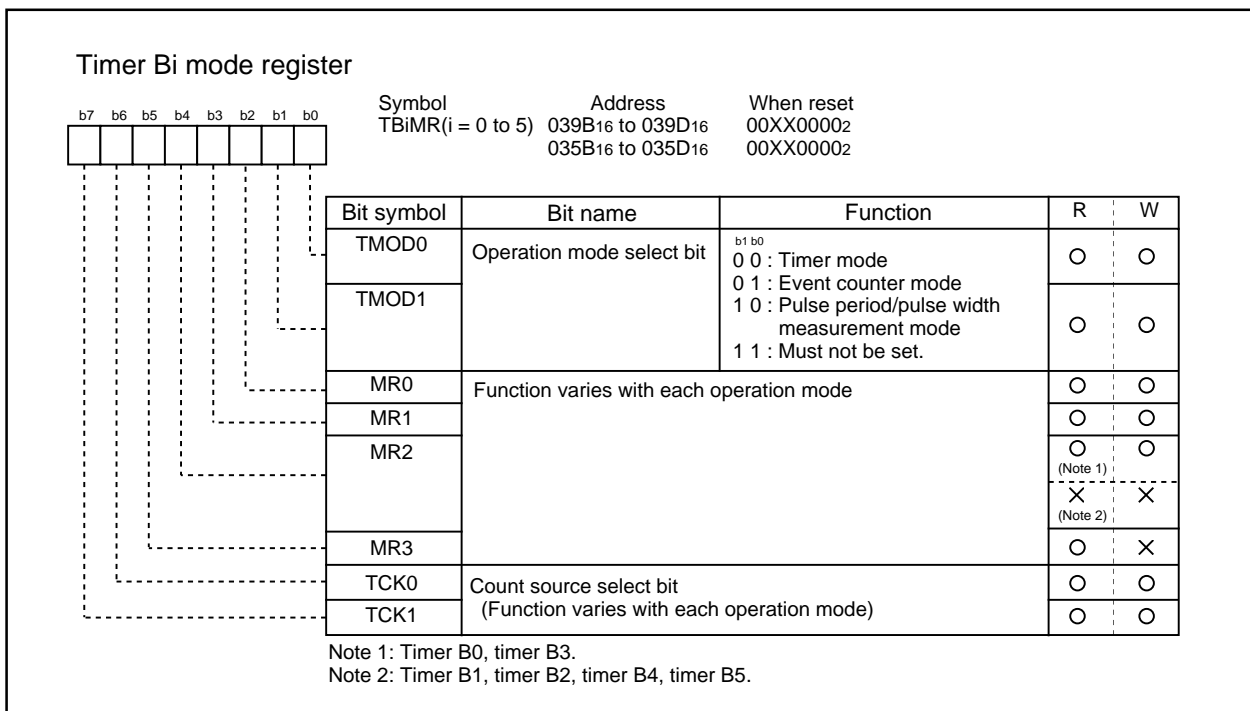 Timer Bi mode register
b7 b6 b5 b4 b3 b2 b1 b0
Symbol Address When reset
TBiMR(i = 0 to 5) 039B16 to 039D16 00XX00002
035B16 to 035D16 00XX00002
Bit symbol Bit name Function R W
TMOD0 Operation mode select bit b1 b0
0 0 : Timer mode
0 1 : Event counter mode
TMOD1 1 0 : Pulse period/pulse width
measurement mode
1 1 : Must not be set.
MR0 Function varies with each operation mode
MR1
MR2
(Note 1)
(Note 2)
MR3
TCK0 Count source select bit
TCK1 (Function varies with each operation mode)
Note 1: Timer B0, timer B3.
Note 2: Timer B1, timer B2, timer B4, timer B5.